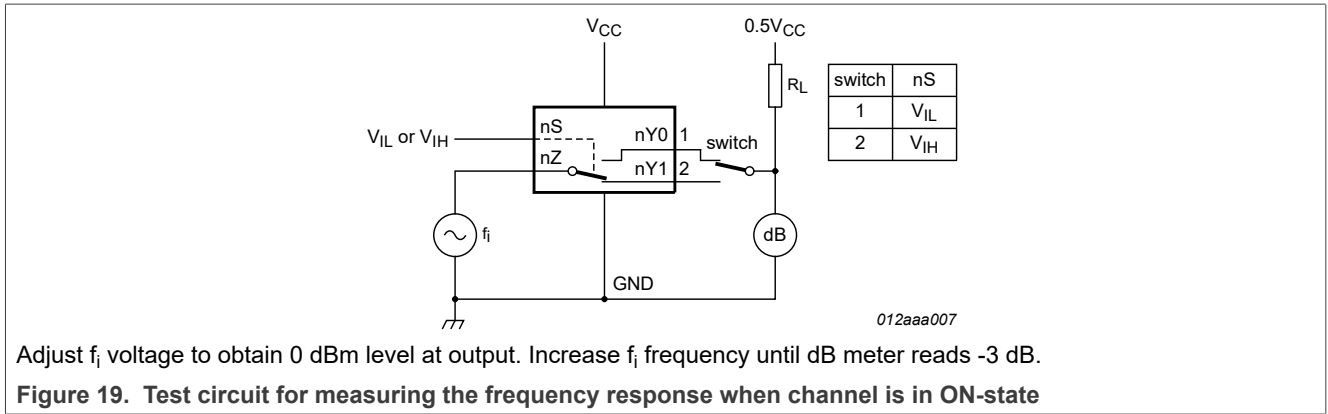 VCC
0.5VCC
RL
switch nS
1 VIL
2 VIH
VIL or VIH
nS
nY0 1
switch
nZ
nY1 2
fi
dB
GND
012aaa007
Adjust fi voltage to obtain 0 dBm level at output. Increase fi frequency until dB meter reads -3 dB.
Figure 19. Test circuit for measuring the frequency response when channel is in ON-state